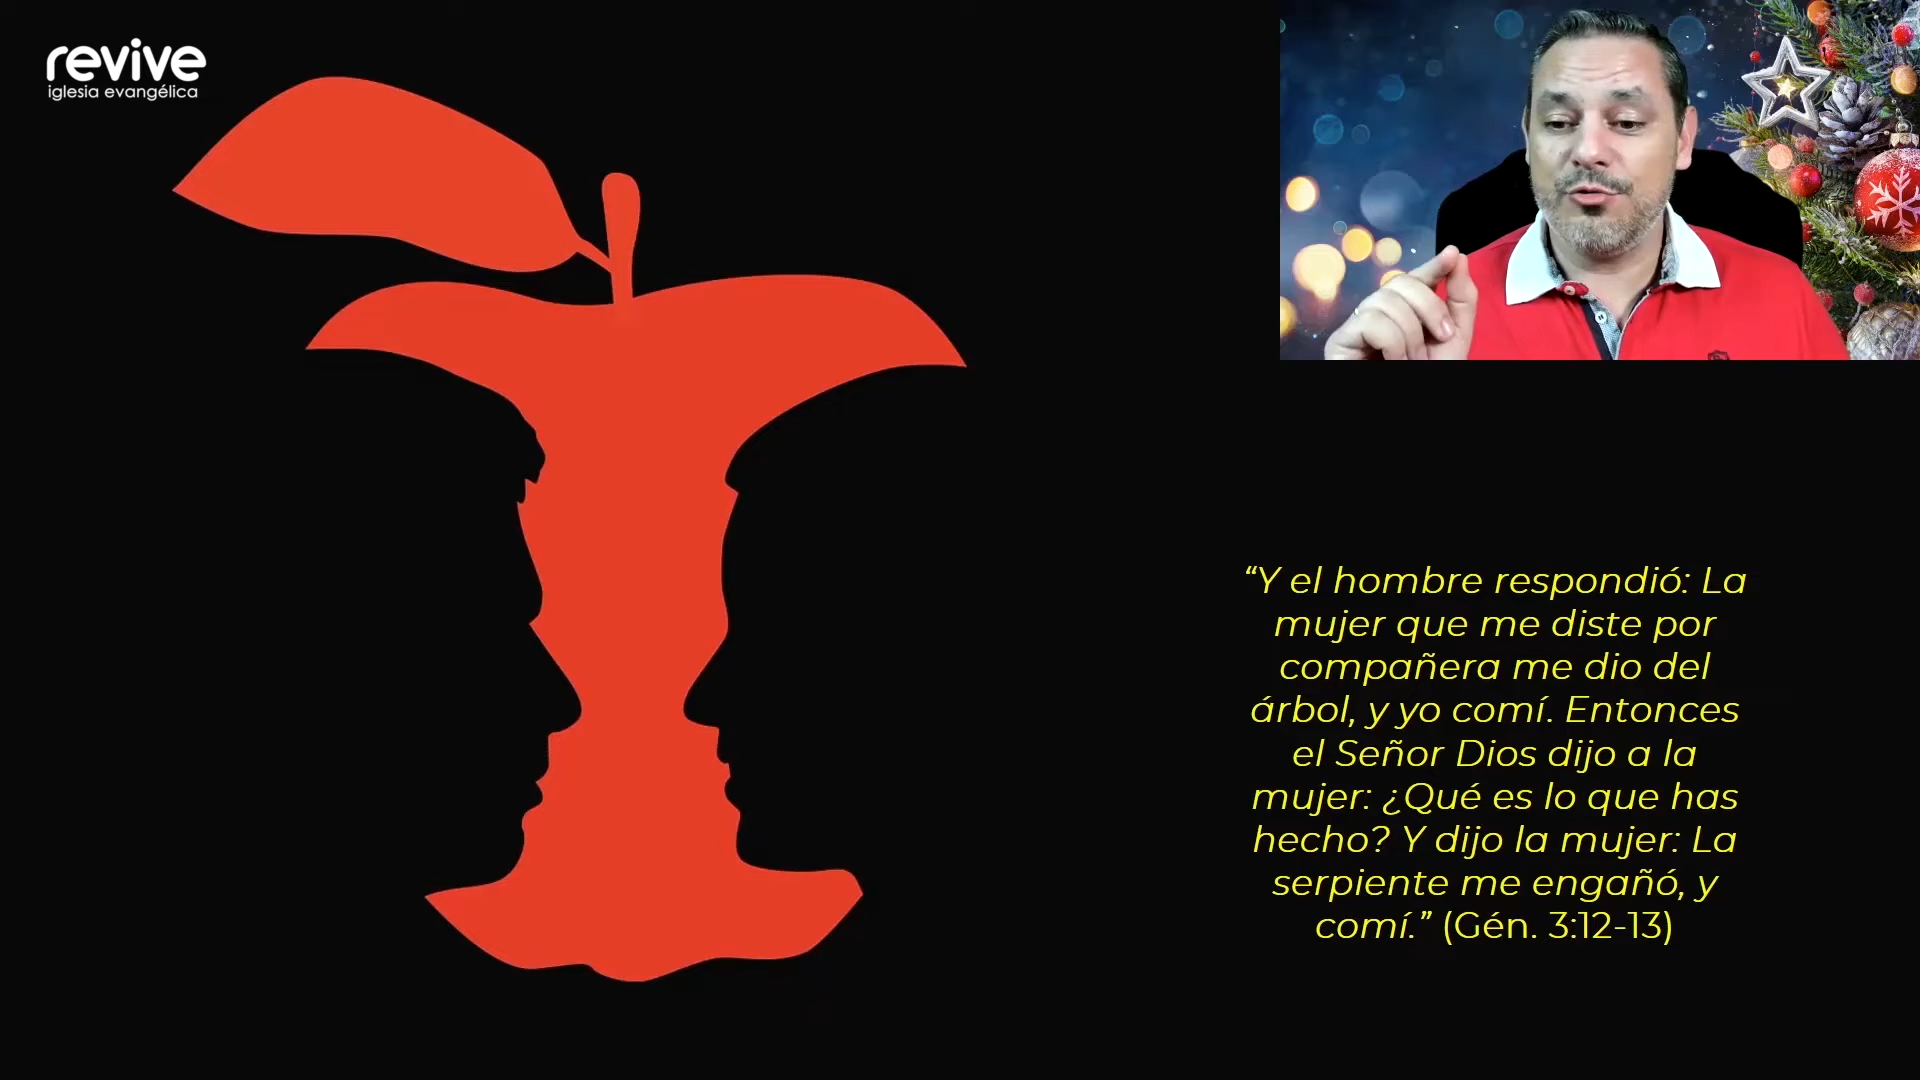 revive
iglesia evangélica
“Y el hombre respondió: La
mujer que me diste por
compañera me dio del
árbol, y yo comí. Entonces
el Señor Dios dijo a la
mujer: ¿Qué es lo que has
hecho? Y dijo la mujer: La
serpiente me engañó, y
comí.” (Gén. 3:12-13)